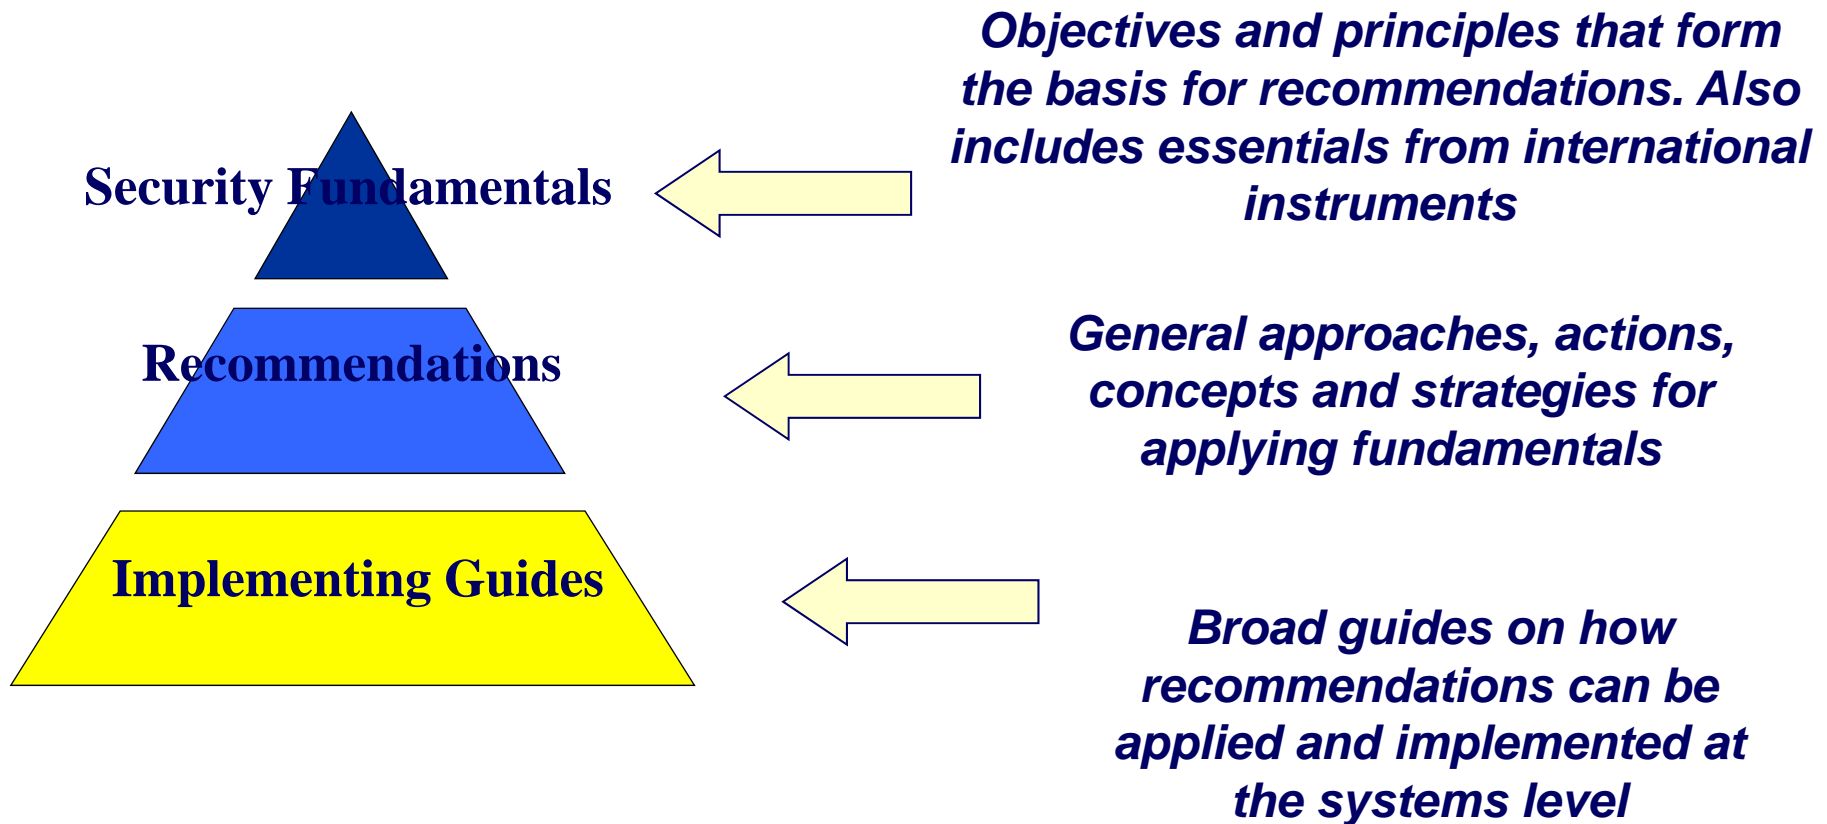 Security Fundamentals
Objectives and principles that form
the basis for recommendations. Also
includes essentials from international
instruments
Recommendations
General approaches, actions,
concepts and strategies for
applying fundamentals
Implementing Guides
Broad guides on how
recommendations can be
applied and implemented at
the systems level